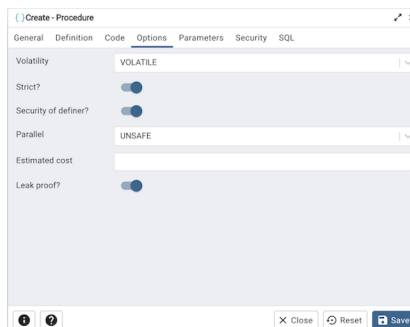 Create - Procedure
General Definition Code Options Parameters Security SQL
Volatility VOLATILE
Strict?
Security of definer?
Parallel UNSAFE
Estimated cost
Leak proof?
Close Reset Save